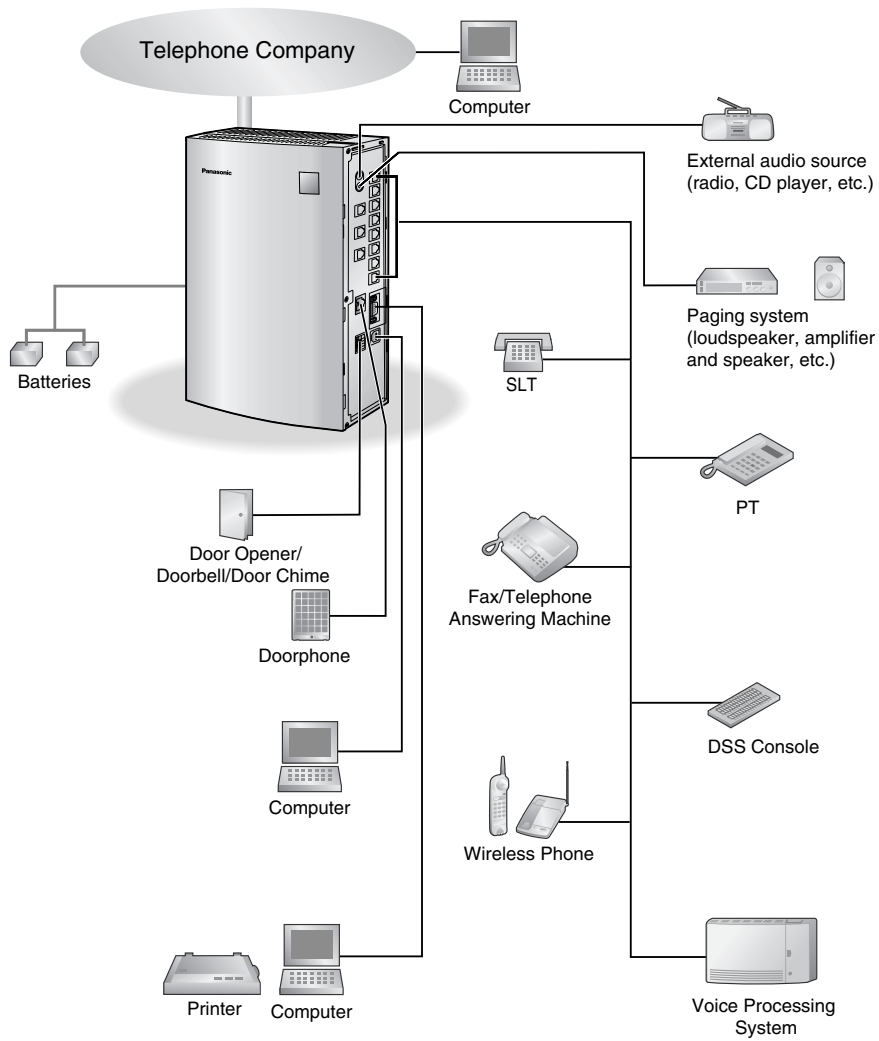 Telephone Company
Computer
External audio source
(radio, CD player, etc.)
Panasonic
Paging system
(loudspeaker, amplifier
and speaker, etc.)
Batteries
SLT
PT
Door Opener/
Doorbell/Door Chime
Fax/Telephone
Answering Machine
Doorphone
DSS Console
Computer
Wireless Phone
Printer
Computer
Voice Processing
System